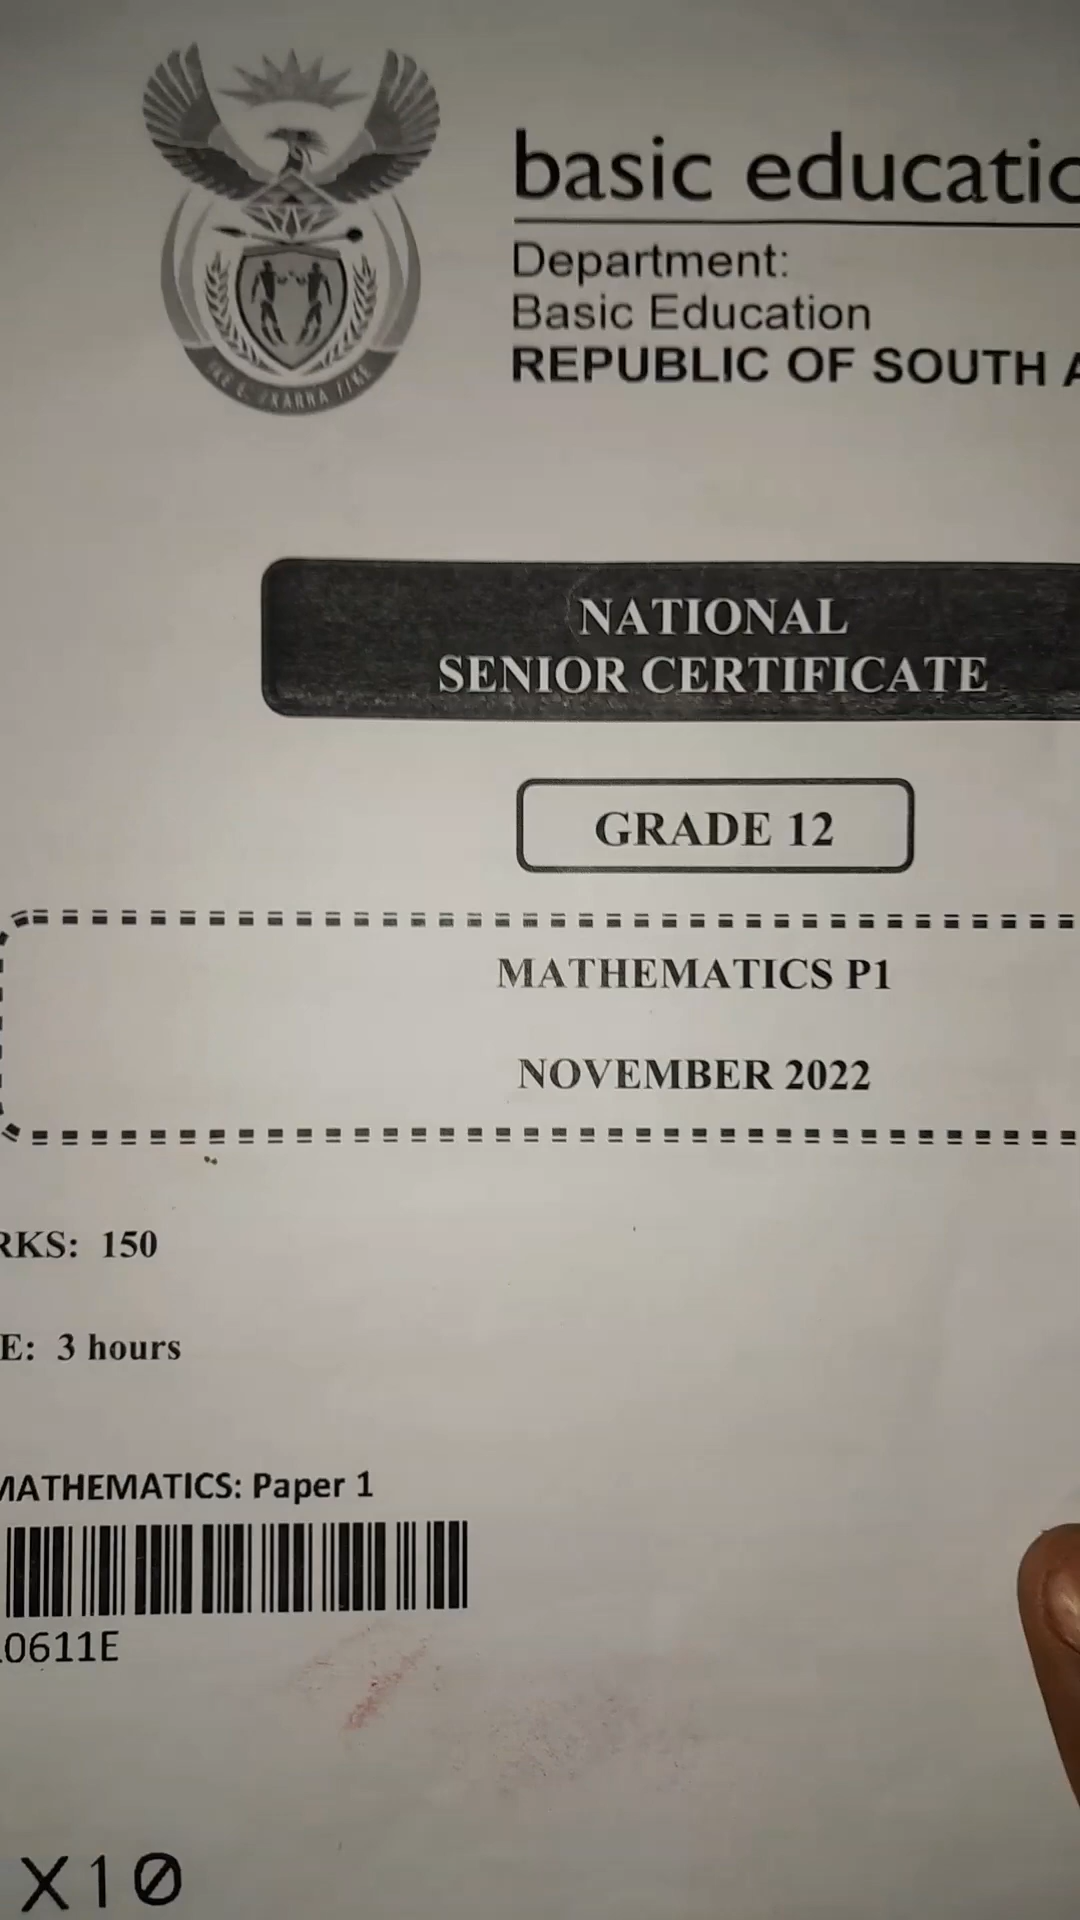 basic educatio
Department:
Basic Education
REPUBLIC OF SOUTH A
NATIONAL
SENIOR CERTIFICATE
GRADE 12
MATHEMATICS P1
NOVEMBER 2022
RKS: 150
E: 3 hours
MATHEMATICS: Paper 1
0611E
X10